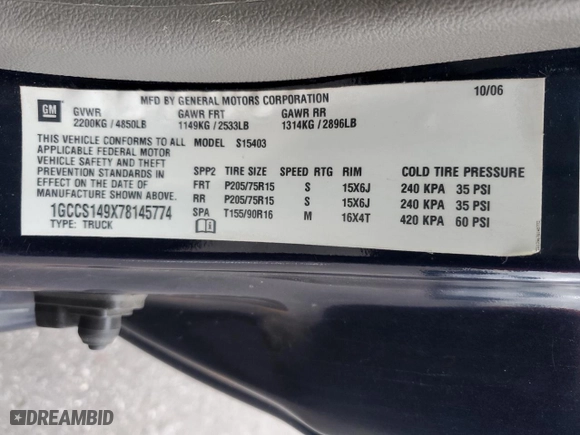 MFD BY GENERAL MOTORS CORPORATION 10/06
GM GVWR GAWR FRT GAWR RR
2200KG / 4850LB 1149KG / 2533LB 1314KG / 2896LB
THIS VEHICLE CONFORMS TO ALL MODEL S15403
APPLICABLE FEDERAL MOTOR
VEHICLE SAFETY AND THEFT
PREVENTION STANDARDS IN
EFFECT ON THE DATE OF
MANUFACTURE SHOWN ABOVE.
1GCCS149X78145774
TYPE: TRUCK
SPP2 TIRE SIZE SPEED RTG RIM COLD TIRE PRESSURE
FRT P205/75R15 S 15X6J 240 KPA 35 PSI
RR P205/75R15 S 15X6J 240 KPA 35 PSI
SPA T155/90R16 M 16X4T 420 KPA 60 PSI
DREAMBID